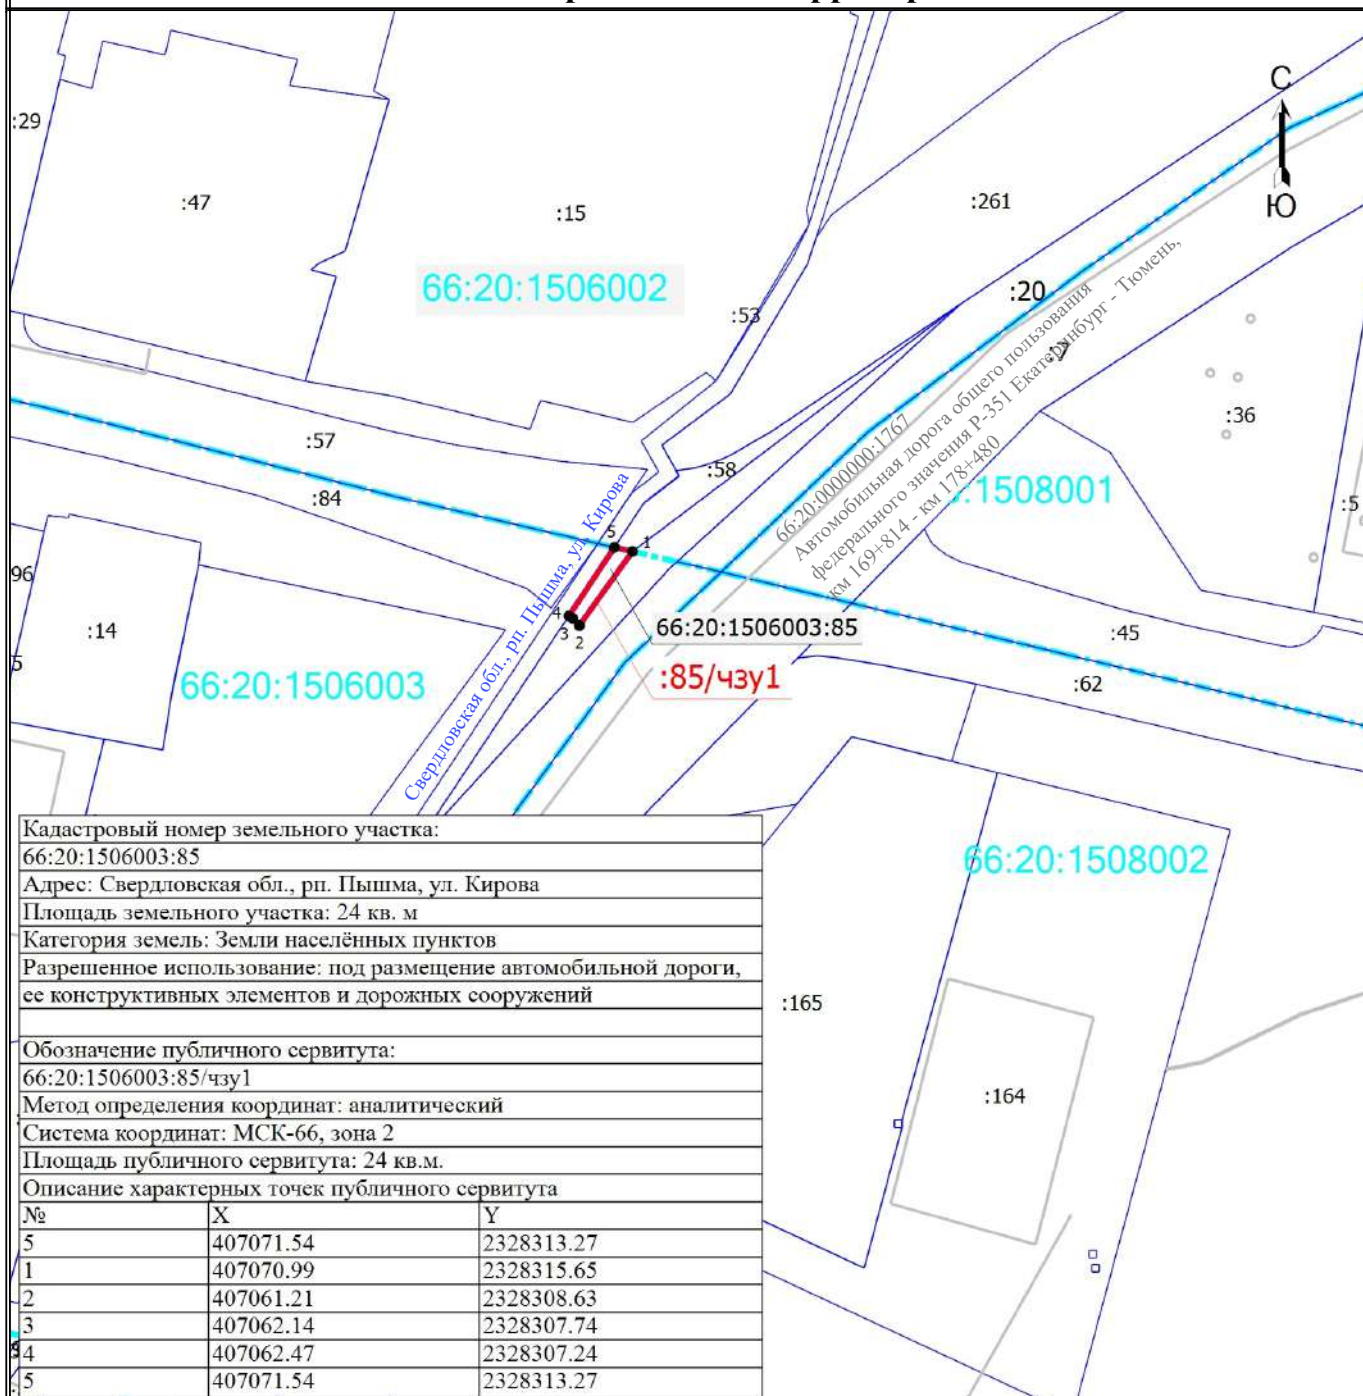 С
Ю
:29
:47
:15
:261
66:20:1506002
:20
:53
:57
:84
:58
:36
66:20:0000000:1767
Автомобильная дорога общего пользования
федерального значения Р-351 Екатеринбург - Тюмень,
км 169+814 - км 178+480
:1508001
:5
Свердловская обл., рп. Пышма, ул. Кирова
5
1
4
3
2
96
:14
5
66:20:1506003
66:20:1506003:85
:85/чзу1
:45
:62
66:20:1508002
:165
:164
Кадастровый номер земельного участка:
66:20:1506003:85
Адрес: Свердловская обл., рп. Пышма, ул. Кирова
Площадь земельного участка: 24 кв. м
Категория земель: Земли населённых пунктов
Разрешенное использование: под размещение автомобильной дороги,
ее конструктивных элементов и дорожных сооружений
Обозначение публичного сервитута:
66:20:1506003:85/чзу1
Метод определения координат: аналитический
Система координат: МСК-66, зона 2
Площадь публичного сервитута: 24 кв.м.
Описание характерных точек публичного сервитута
№ X Y
5 407071.54 2328313.27
1 407070.99 2328315.65
2 407061.21 2328308.63
3 407062.14 2328307.74
4 407062.47 2328307.24
5 407071.54 2328313.27